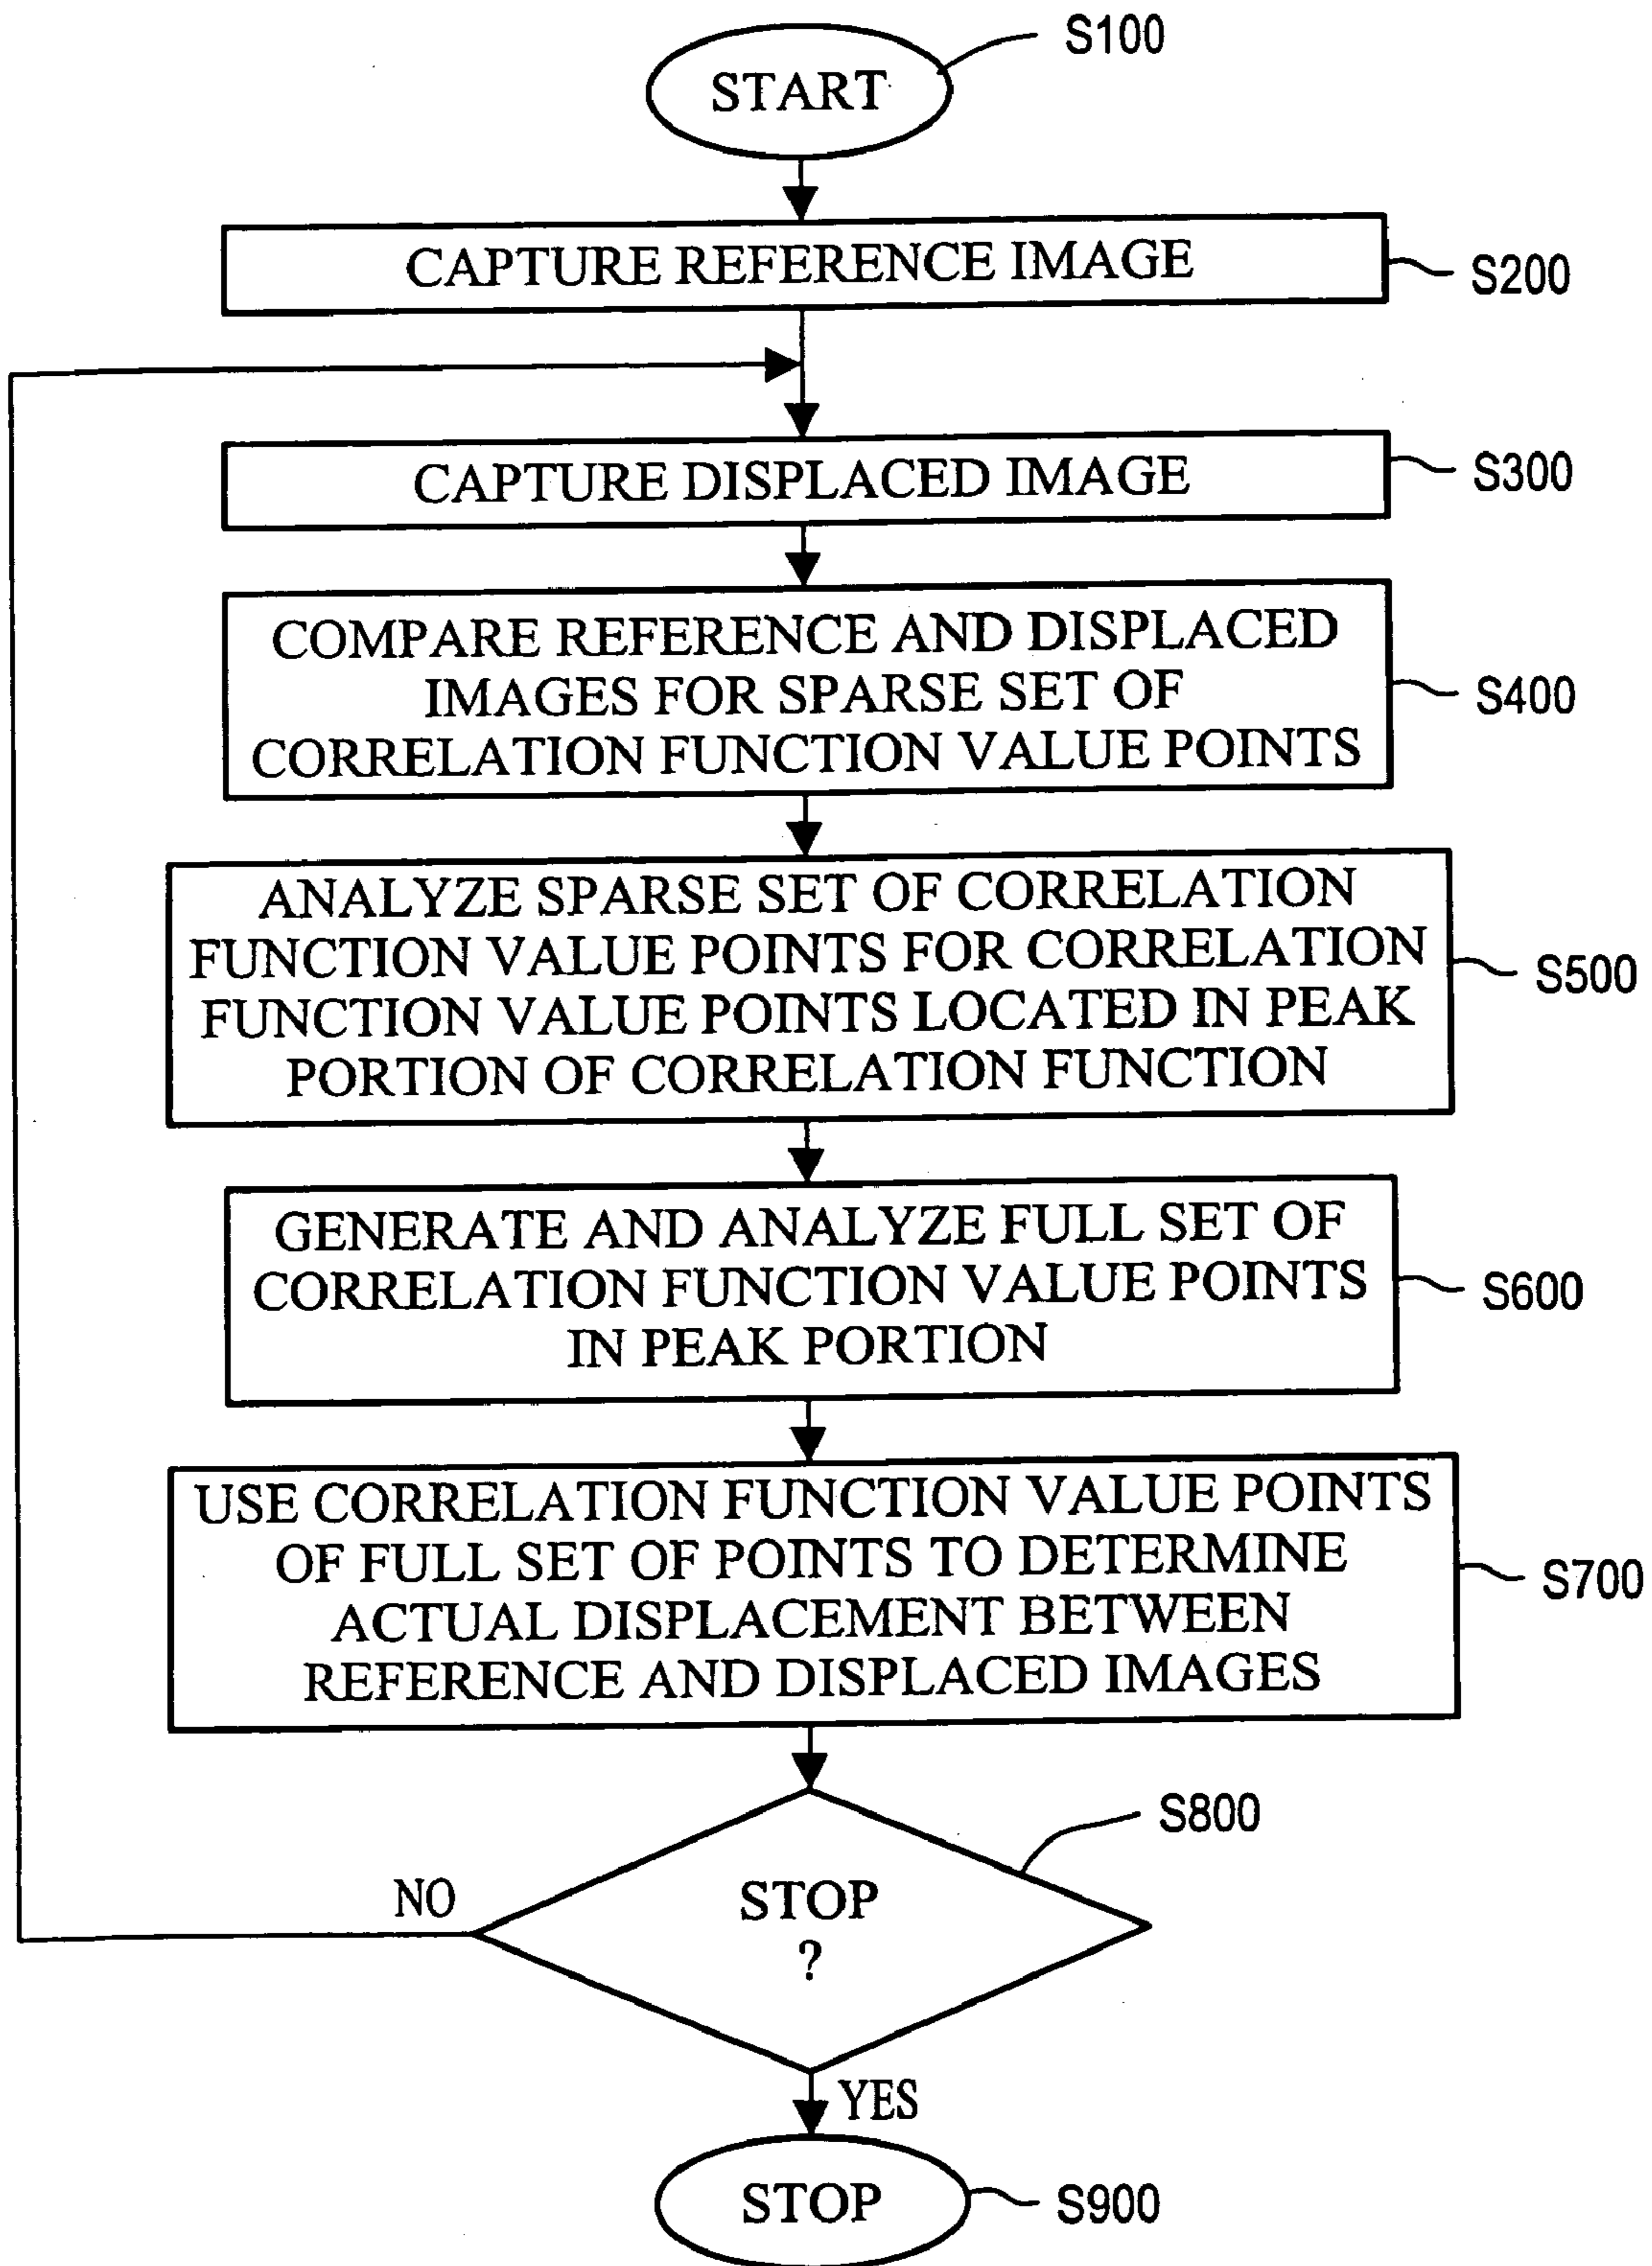 S100
START
CAPTURE REFERENCE IMAGE
S200
CAPTURE DISPLACED IMAGE
S300
COMPARE REFERENCE AND DISPLACED
IMAGES FOR SPARSE SET OF
CORRELATION FUNCTION VALUE POINTS
S400
ANALYZE SPARSE SET OF CORRELATION
FUNCTION VALUE POINTS FOR CORRELATION
FUNCTION VALUE POINTS LOCATED IN PEAK
PORTION OF CORRELATION FUNCTION
S500
GENERATE AND ANALYZE FULL SET OF
CORRELATION FUNCTION VALUE POINTS
IN PEAK PORTION
S600
USE CORRELATION FUNCTION VALUE POINTS
OF FULL SET OF POINTS TO DETERMINE
ACTUAL DISPLACEMENT BETWEEN
REFERENCE AND DISPLACED IMAGES
S700
S800
NO
STOP
?
YES
STOP
S900